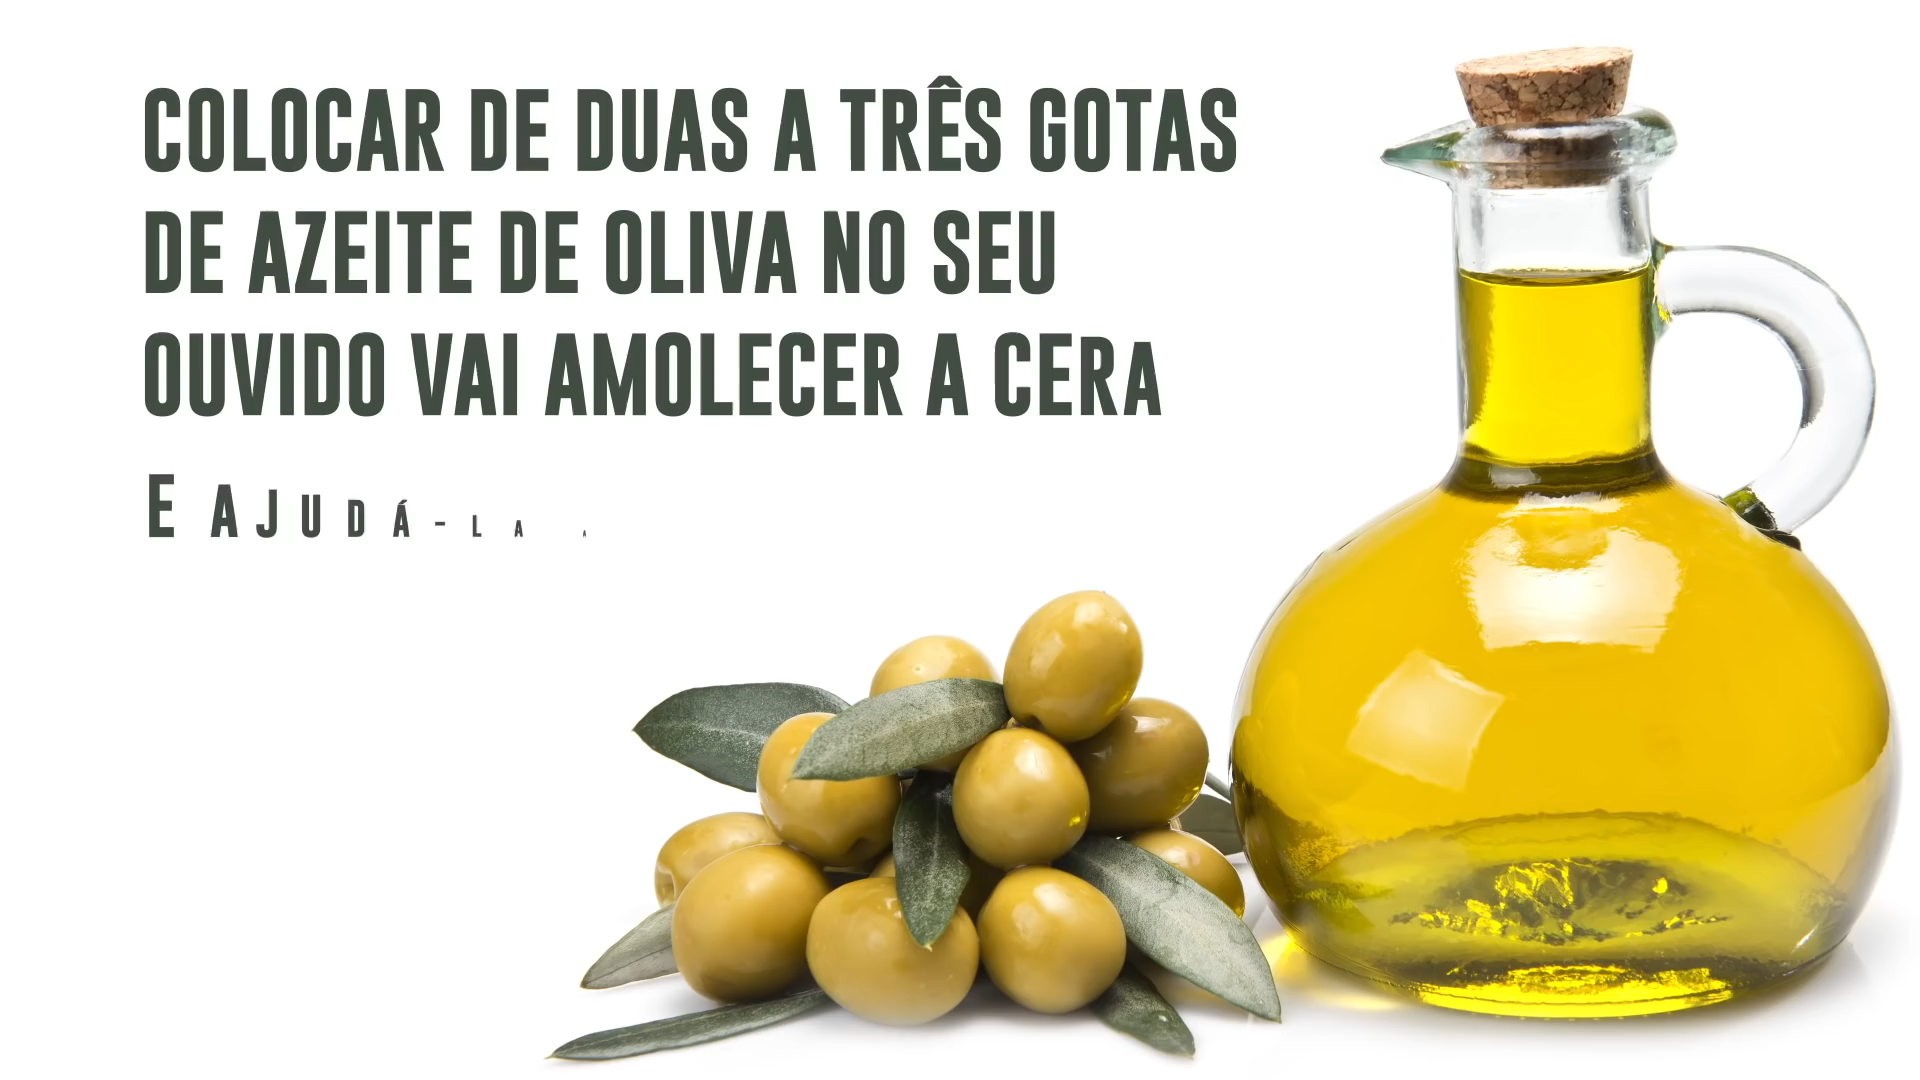 COLOCAR DE DUAS A TRÊS GOTAS
DE AZEITE DE OLIVA NO SEU
OUVIDO VAI AMOLECER A CERA
E AJUDÁ-LA A